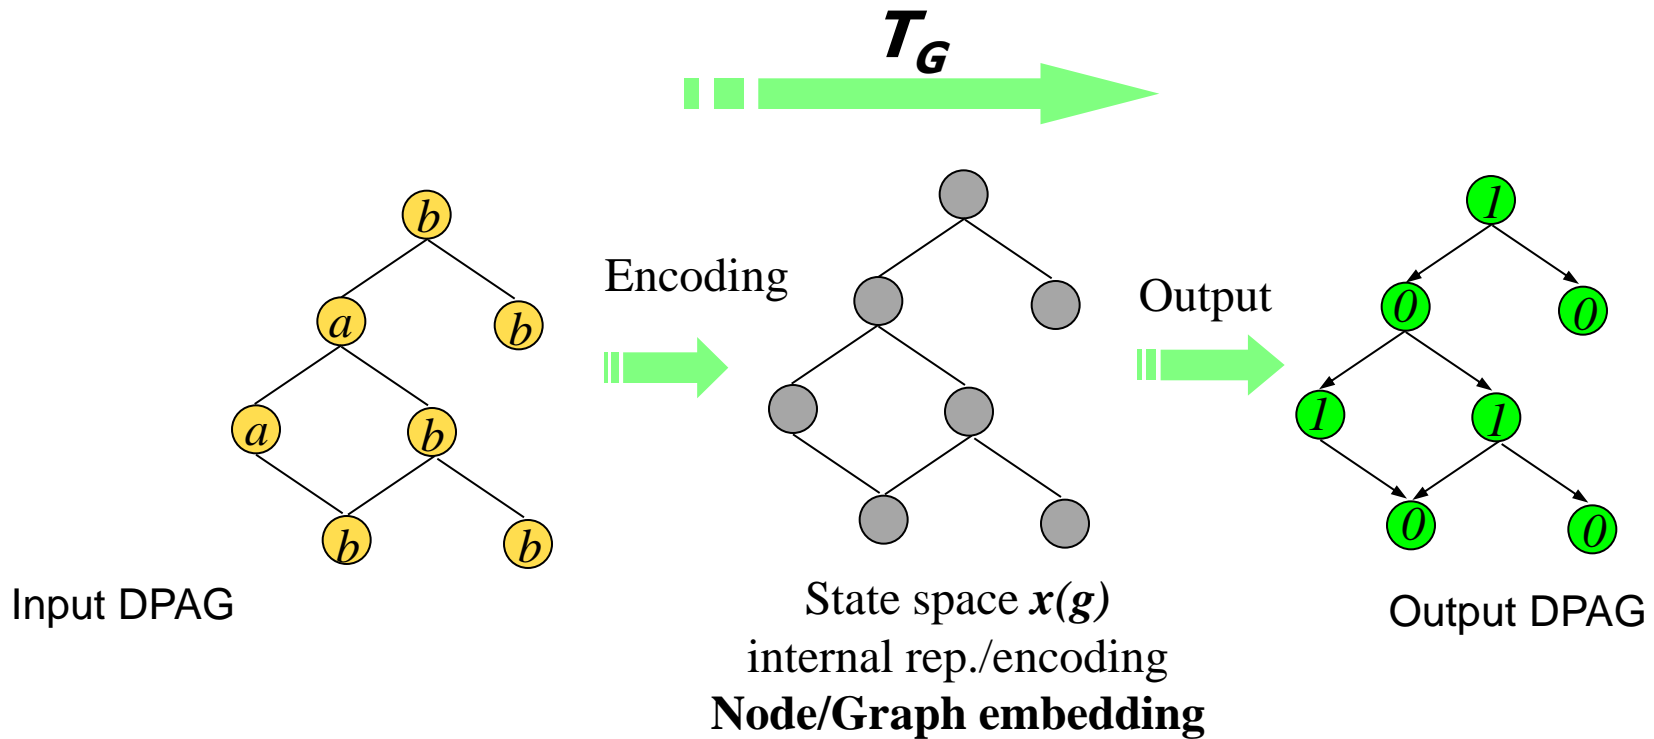 T_G
b
a b
a b
b b
Input DPAG
Encoding
State space x(g)
internal rep./encoding
Node/Graph embedding
Output
1
0 0
1 1
0 0
Output DPAG